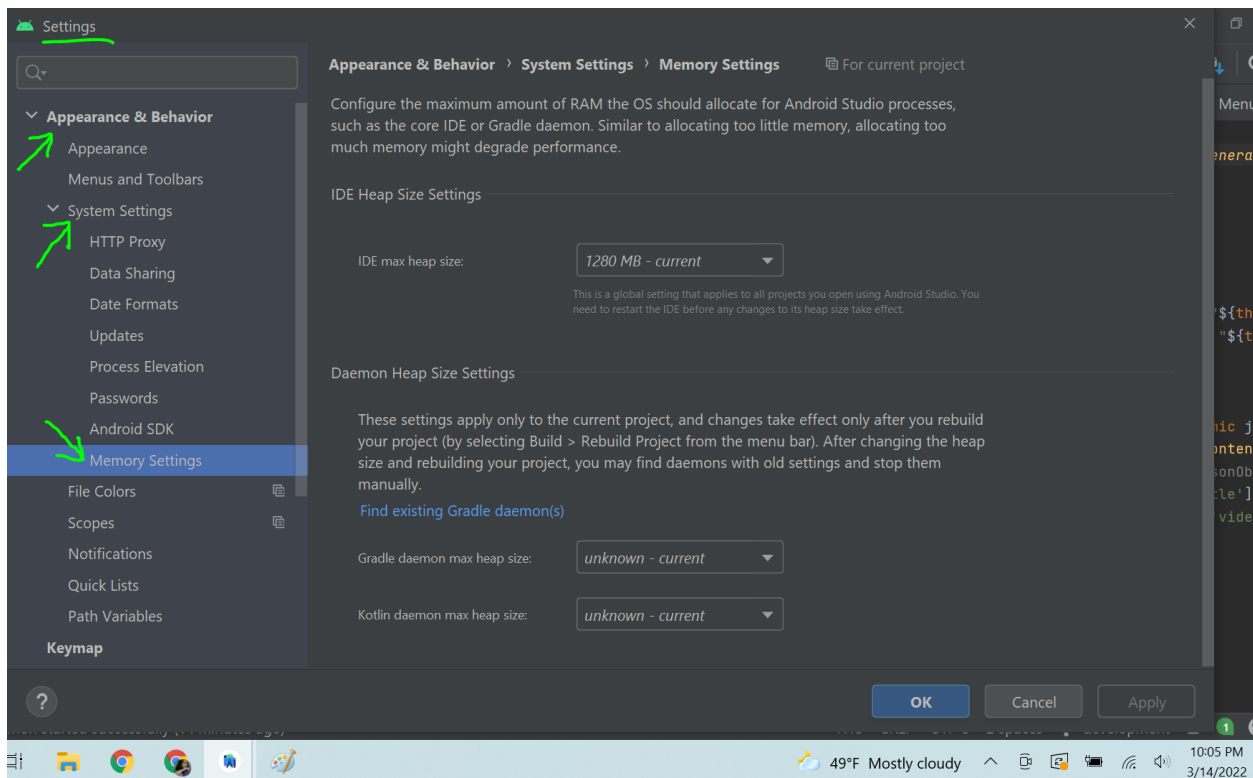 Settings
Appearance & Behavior
Appearance
Menus and Toolbars
System Settings
HTTP Proxy
Data Sharing
Date Formats
Updates
Process Elevation
Passwords
Android SDK
Memory Settings
File Colors
Scopes
Notifications
Quick Lists
Path Variables
Keymap
Appearance & Behavior › System Settings › Memory Settings For current project
Configure the maximum amount of RAM the OS should allocate for Android Studio processes,
such as the core IDE or Gradle daemon. Similar to allocating too little memory, allocating too
much memory might degrade performance.
IDE Heap Size Settings
IDE max heap size: 1280 MB - current
This is a global setting that applies to all projects you open using Android Studio. You
need to restart the IDE before any changes to its heap size take effect.
Daemon Heap Size Settings
These settings apply only to the current project, and changes take effect only after you rebuild
your project (by selecting Build > Rebuild Project from the menu bar). After changing the heap
size and rebuilding your project, you may find daemons with old settings and stop them
manually.
Find existing Gradle daemon(s)
Gradle daemon max heap size: unknown - current
Kotlin daemon max heap size: unknown - current
?
OK Cancel Apply
Menu
enera
"${th
"${t
ic j
onten
sonOb
tle']
vide
1
49°F Mostly cloudy
10:05 PM
3/14/2022